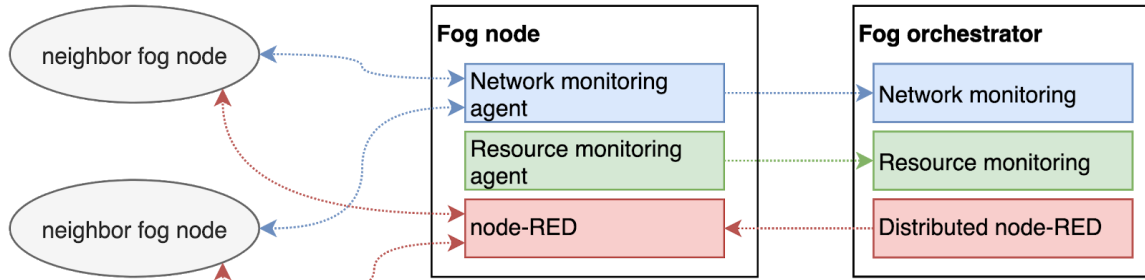 neighbor fog node
Fog node
Network monitoring
agent
Resource monitoring
agent
node-RED
neighbor fog node
Fog orchestrator
Network monitoring
Resource monitoring
Distributed node-RED